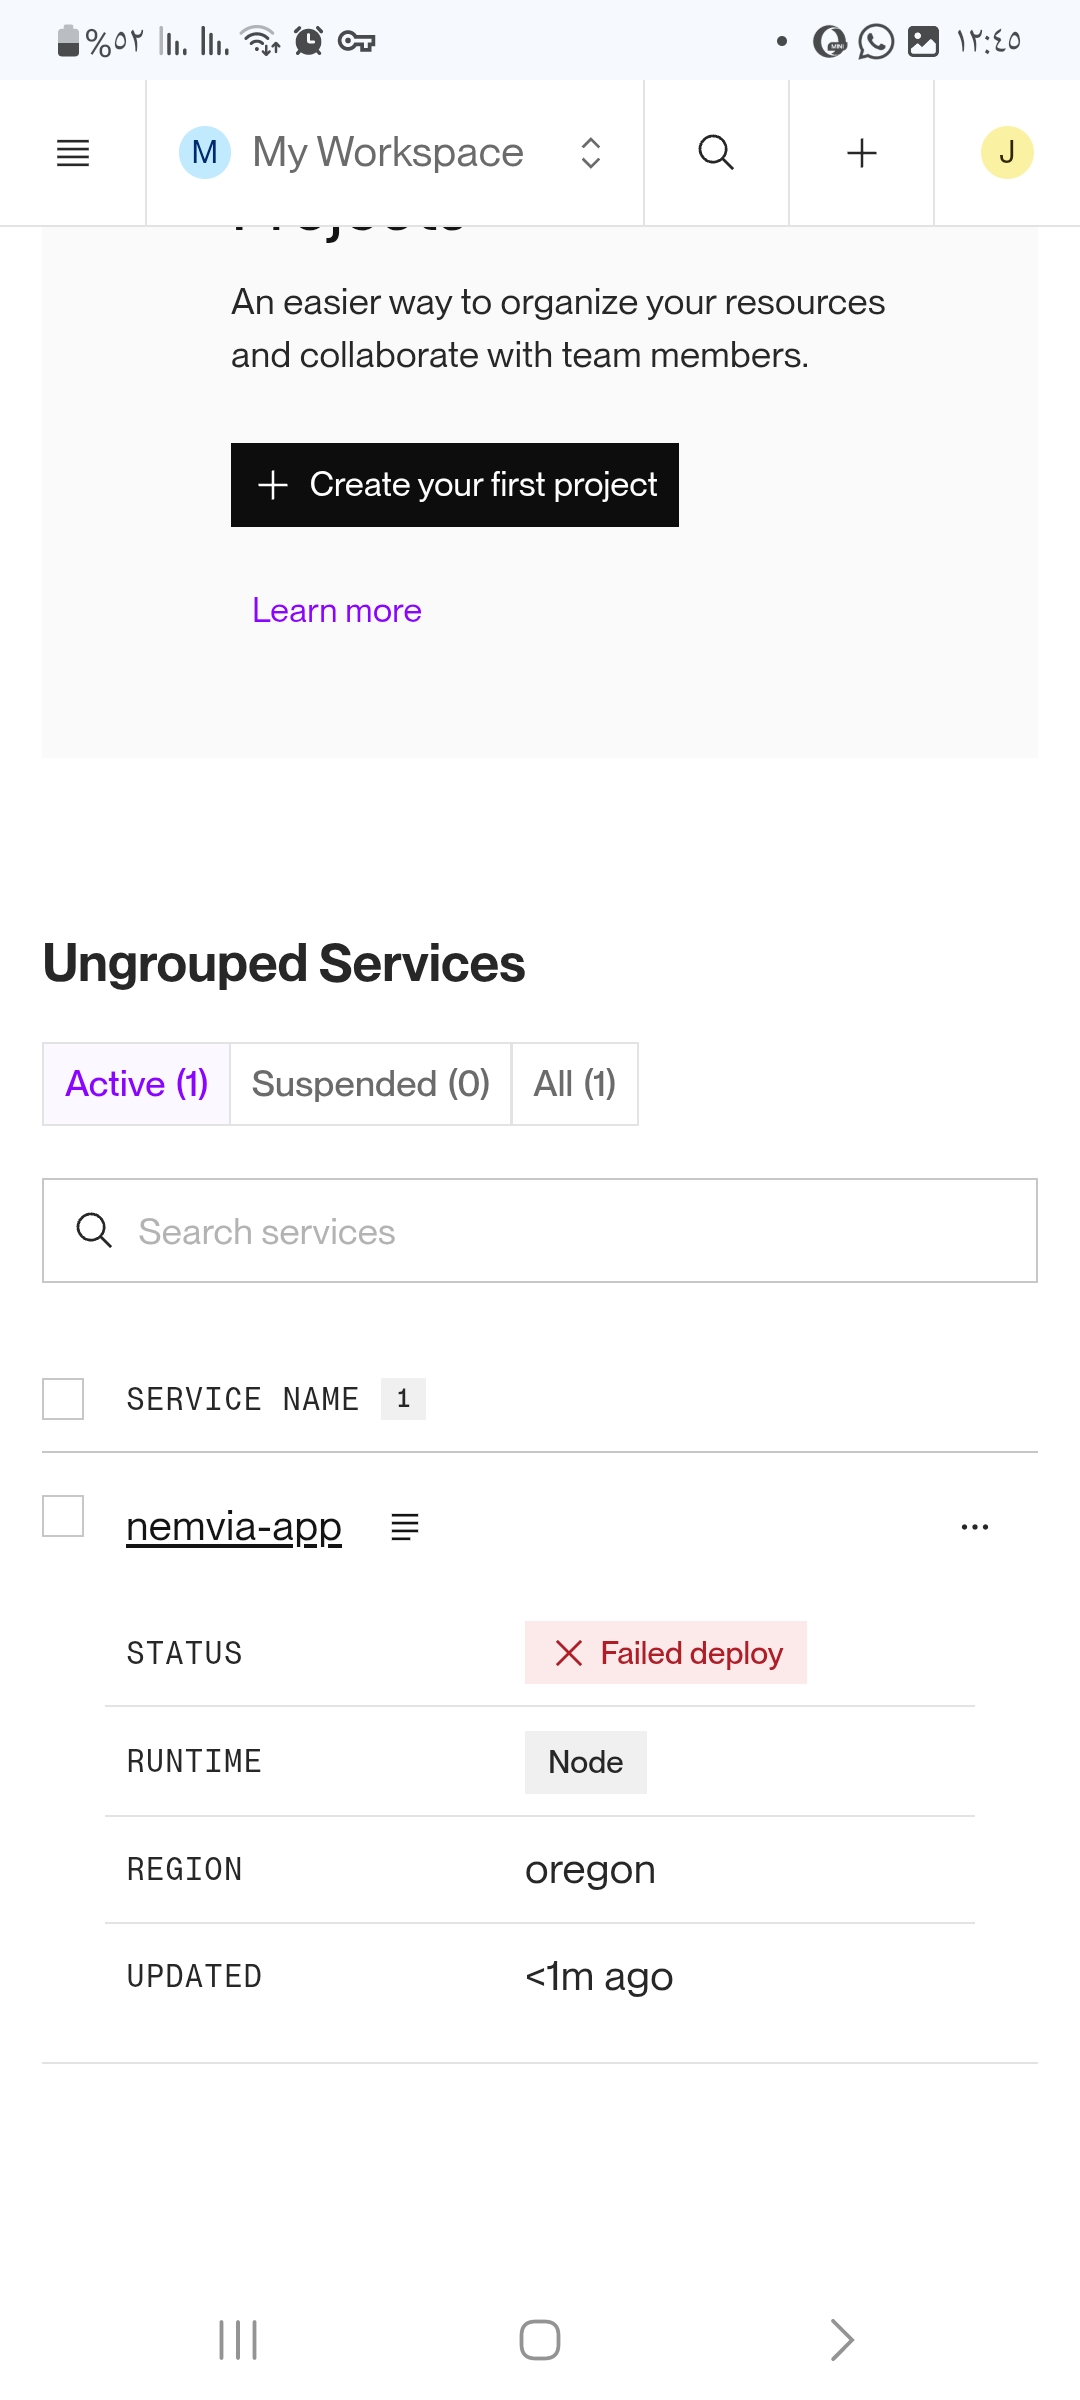 %٥٢
١٢:٤٥
M My Workspace
J
Projects
An easier way to organize your resources
and collaborate with team members.
+ Create your first project
Learn more
Ungrouped Services
Active (1)
Suspended (0)
All (1)
Search services
SERVICE NAME 1
nemvia-app
STATUS Failed deploy
RUNTIME Node
REGION oregon
UPDATED <1m ago